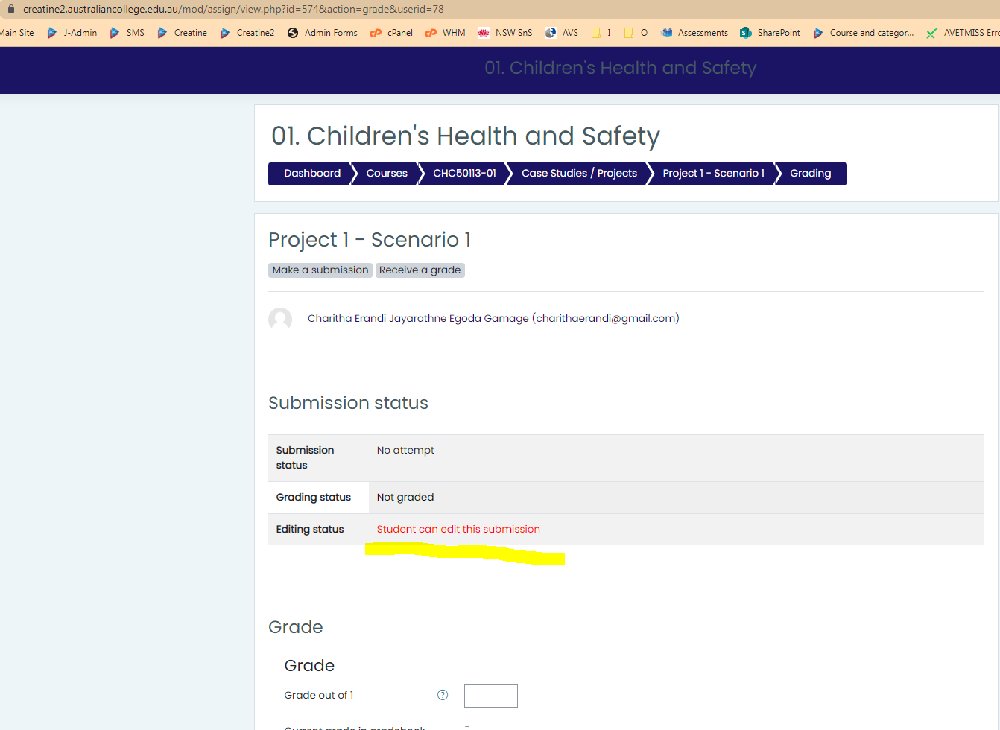 creatine2.australiancollege.edu.au/mod/assign/view.php?id=574&action=grade&userid=78
Main Site J-Admin SMS Creatine Creatine2 Admin Forms cPanel WHM NSW SnS AVS I O Assessments SharePoint Course and categor... AVETMISS Erro
01. Children's Health and Safety
01. Children's Health and Safety
Dashboard Courses CHC50113-01 Case Studies / Projects Project 1 - Scenario 1 Grading
Project 1 - Scenario 1
Make a submission Receive a grade
Charitha Erandi Jayarathne Egoda Gamage (charithaerandi@gmail.com)
Submission status
Submission status No attempt
Grading status Not graded
Editing status Student can edit this submission
Grade
Grade
Grade out of 1
Current grade in gradebook -